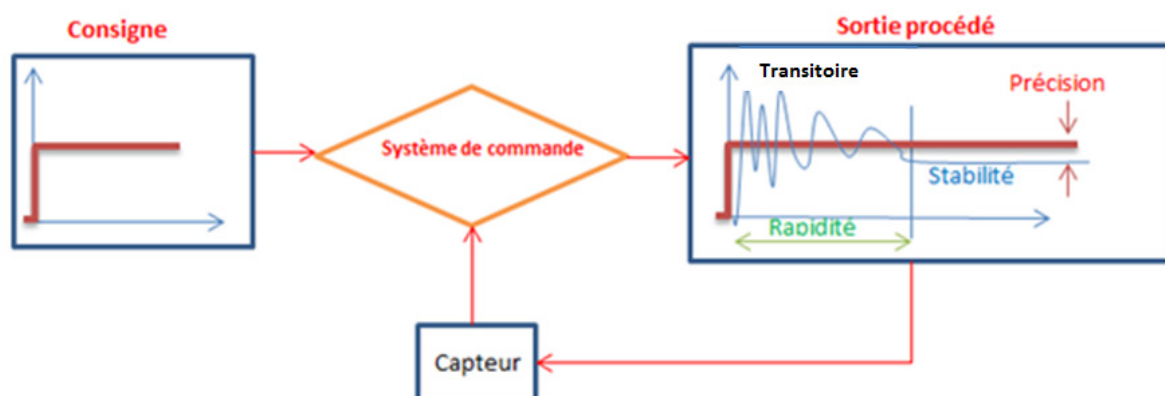 Consigne
Sortie procédé
Transitoire
Précision
Système de commande
Stabilité
Rapidité
Capteur